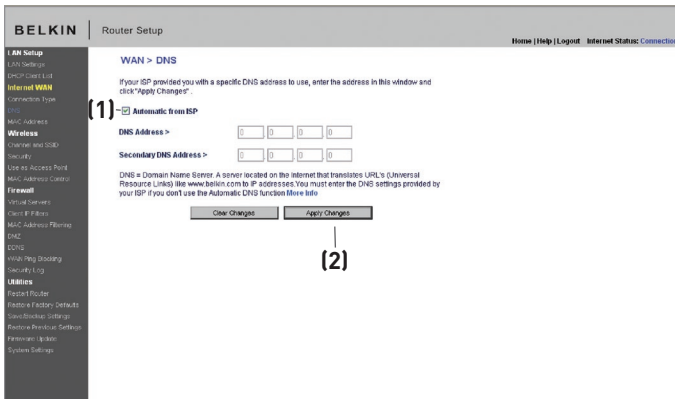 BELKIN
Router Setup
Home | Help | Logout Internet Status: Connection
LAN Setup
LAN Settings
DHCP Client List
Internet WAN
Connection Type
DNS
MAC Address
Wireless
Channel and SSID
Security
Use as Access Point
MAC Address Control
Firewall
Virtual Servers
Client IP Filters
MAC Address Filtering
DMZ
DDNS
WAN Ping Blocking
Security Log
Utilities
Restart Router
Restore Factory Defaults
Save/Backup Settings
Restore Previous Settings
Firmware Update
System Settings
WAN > DNS
If your ISP provided you with a specific DNS address to use, enter the address in this window and
click "Apply Changes" .
(1)
Automatic from ISP
DNS Address >
0 . 0 . 0 . 0
Secondary DNS Address >
0 . 0 . 0 . 0
DNS = Domain Name Server. A server located on the Internet that translates URL's (Universal
Resource Links) like www.belkin.com to IP addresses.You must enter the DNS settings provided by
your ISP if you don't use the Automatic DNS function More Info
Clear Changes
Apply Changes
(2)